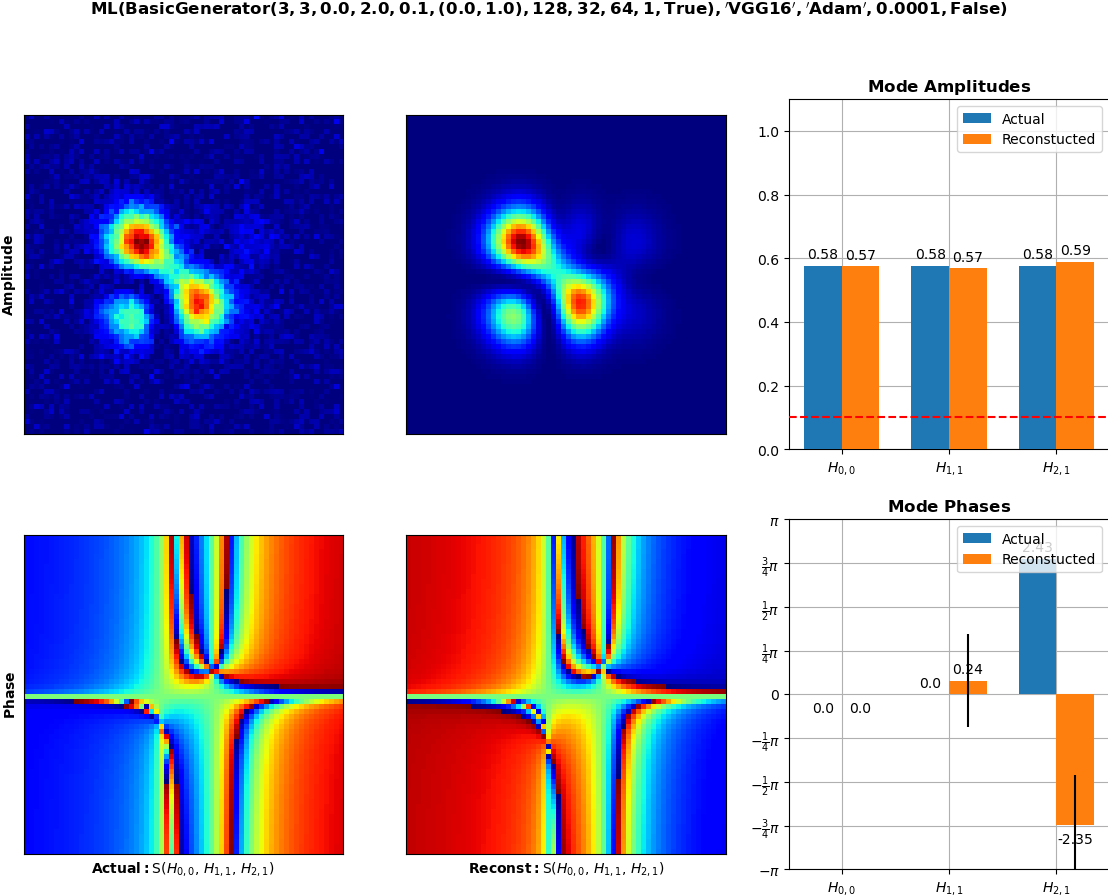 ML(BasicGenerator(3, 3, 0.0, 2.0, 0.1, (0.0, 1.0), 128, 32, 64, 1, True), ′VGG16′, ′Adam′, 0.0001, False)
Amplitude
Mode Amplitudes
Actual
Reconstucted
1.0
0.8
0.6
0.4
0.2
0.0
0.58 0.57
0.58 0.57
0.58 0.59
H0,0
H1,1
H2,1
Phase
Actual: S(H0,0, H1,1, H2,1)
Reconst: S(H0,0, H1,1, H2,1)
Mode Phases
Actual
Reconstucted
π
3/4π
1/2π
1/4π
0
−1/4π
−1/2π
−3/4π
−π
0.0 0.0
0.0 0.24
2.43
-2.35
H0,0
H1,1
H2,1